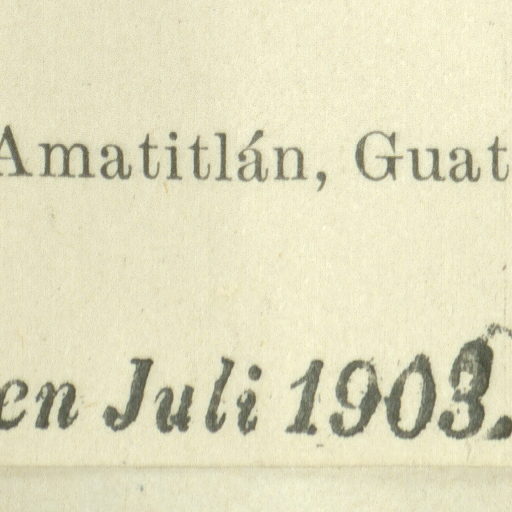 Amatitlán, Guat
en Juli 1903.